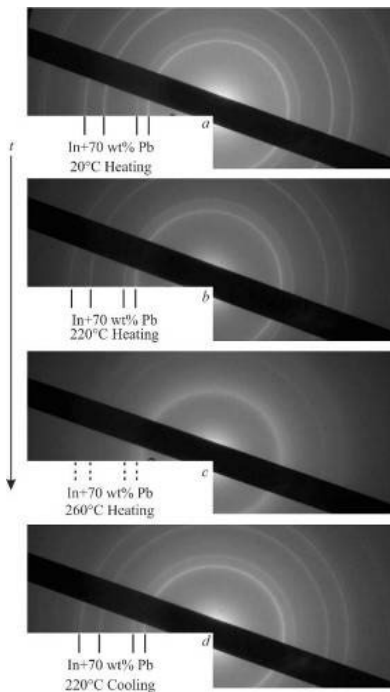 a
t
In+70 wt% Pb
20°C Heating
b
In+70 wt% Pb
220°C Heating
c
In+70 wt% Pb
260°C Heating
d
In+70 wt% Pb
220°C Cooling